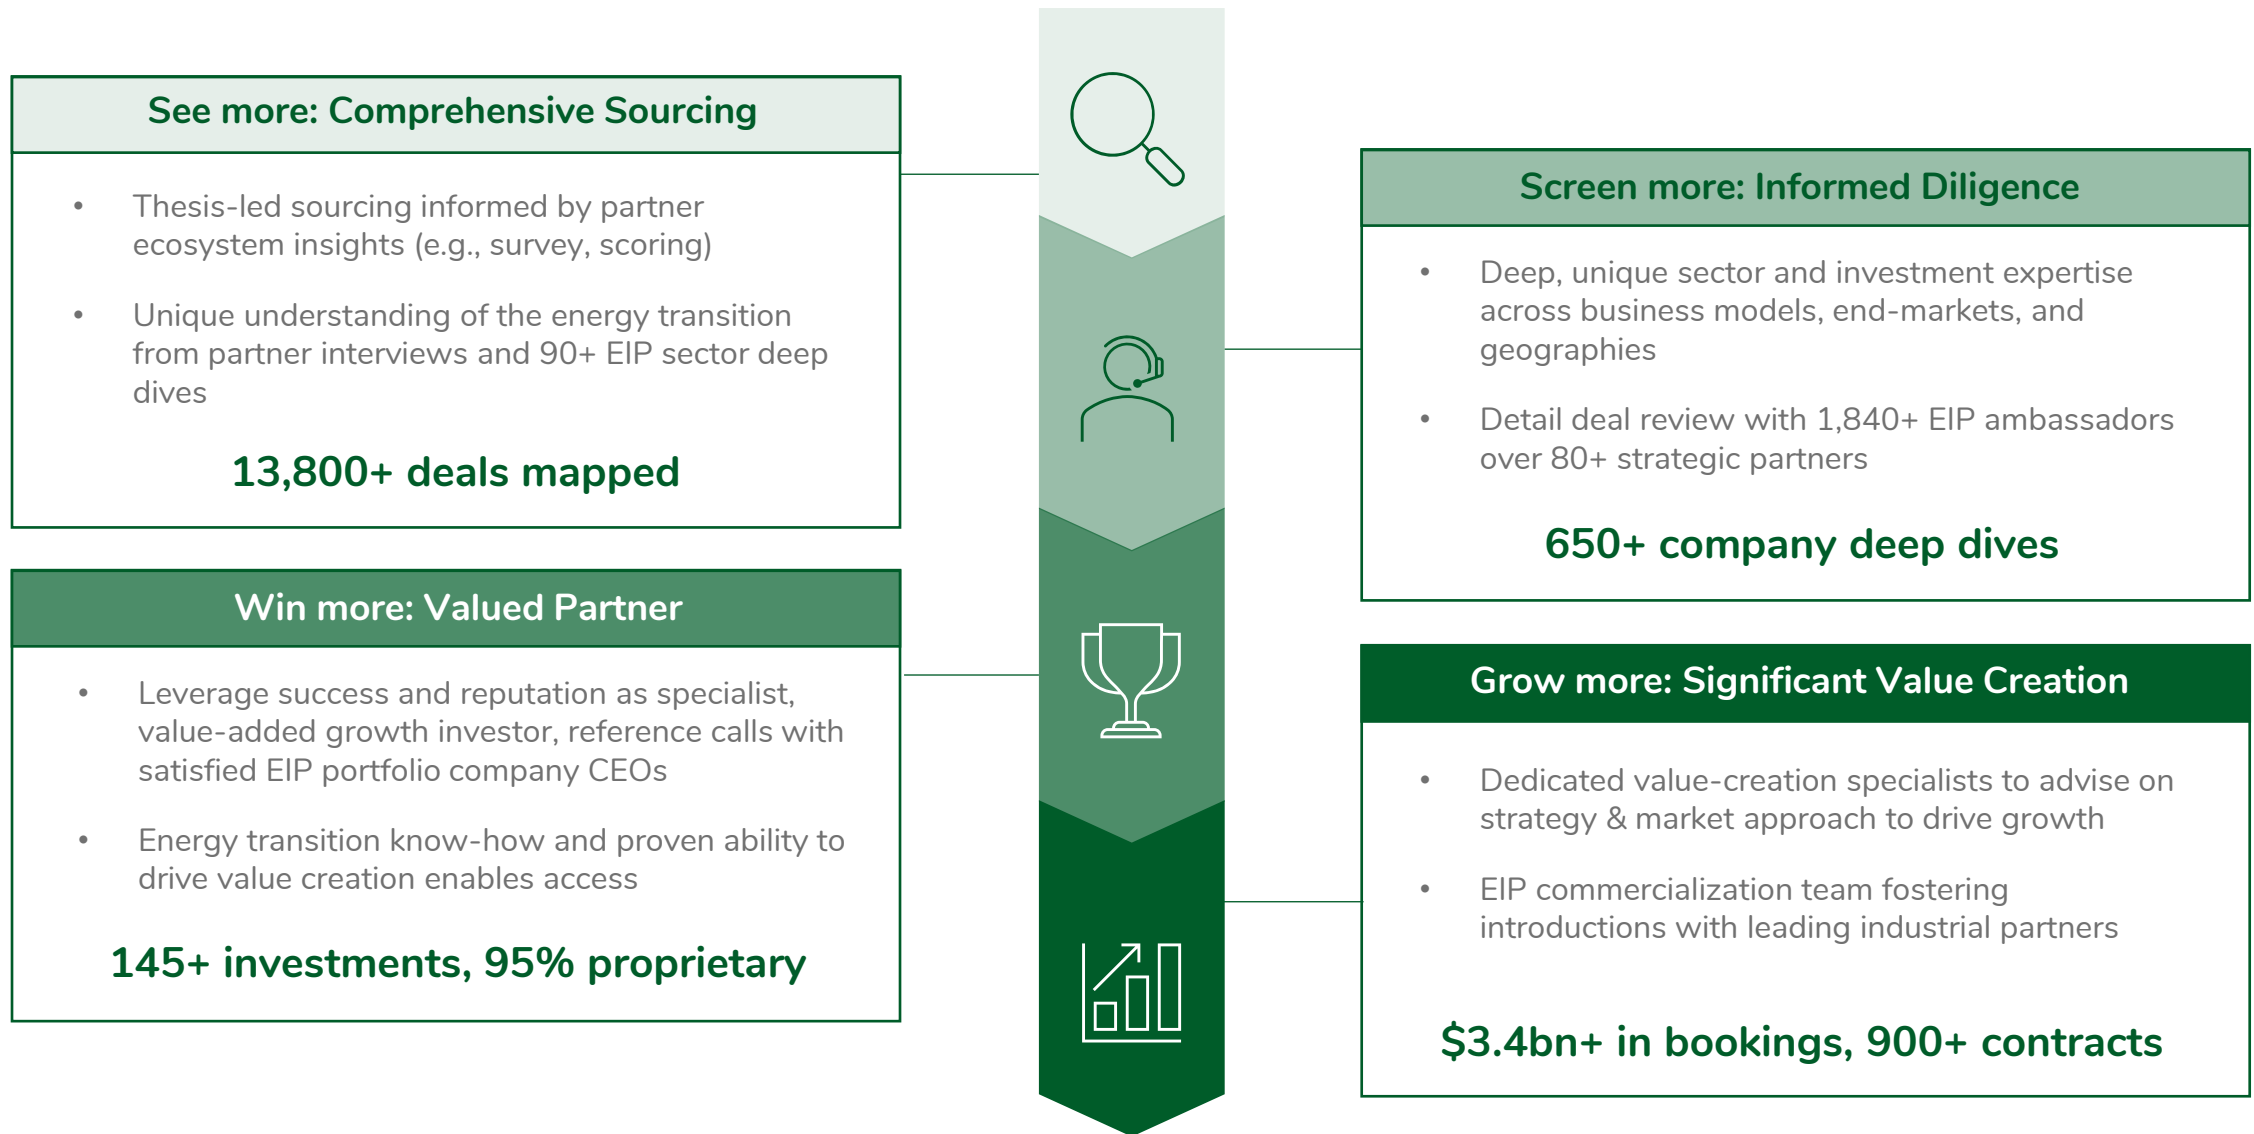 See more: Comprehensive Sourcing
• Thesis-led sourcing informed by partner
ecosystem insights (e.g., survey, scoring)
• Unique understanding of the energy transition
from partner interviews and 90+ EIP sector deep
dives
13,800+ deals mapped
Screen more: Informed Diligence
• Deep, unique sector and investment expertise
across business models, end-markets, and
geographies
• Detail deal review with 1,840+ EIP ambassadors
over 80+ strategic partners
650+ company deep dives
Win more: Valued Partner
• Leverage success and reputation as specialist,
value-added growth investor, reference calls with
satisfied EIP portfolio company CEOs
• Energy transition know-how and proven ability to
drive value creation enables access
145+ investments, 95% proprietary
Grow more: Significant Value Creation
• Dedicated value-creation specialists to advise on
strategy & market approach to drive growth
• EIP commercialization team fostering
introductions with leading industrial partners
$3.4bn+ in bookings, 900+ contracts